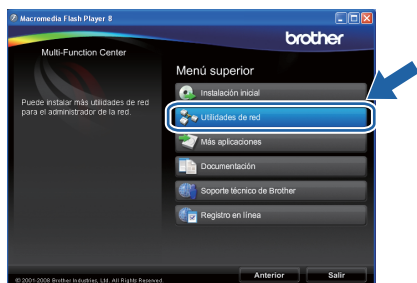 Macromedia Flash Player 8
brother
Multi-Function Center
Menú superior
Instalación inicial
Puede instalar más utilidades de red
para el administrador de la red.
Utilidades de red
Más aplicaciones
Documentación
Soporte técnico de Brother
Registro en línea
© 2001-2008 Brother Industries, Ltd. All Rights Reserved.
Anterior
Salir